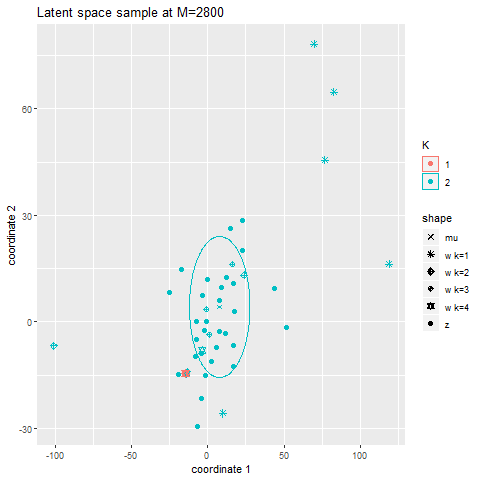 Latent space sample at M=2800
coordinate 2
60
30
0
-30
-100
-50
0
50
100
coordinate 1
K
1
2
shape
mu
w k=1
w k=2
w k=3
w k=4
z